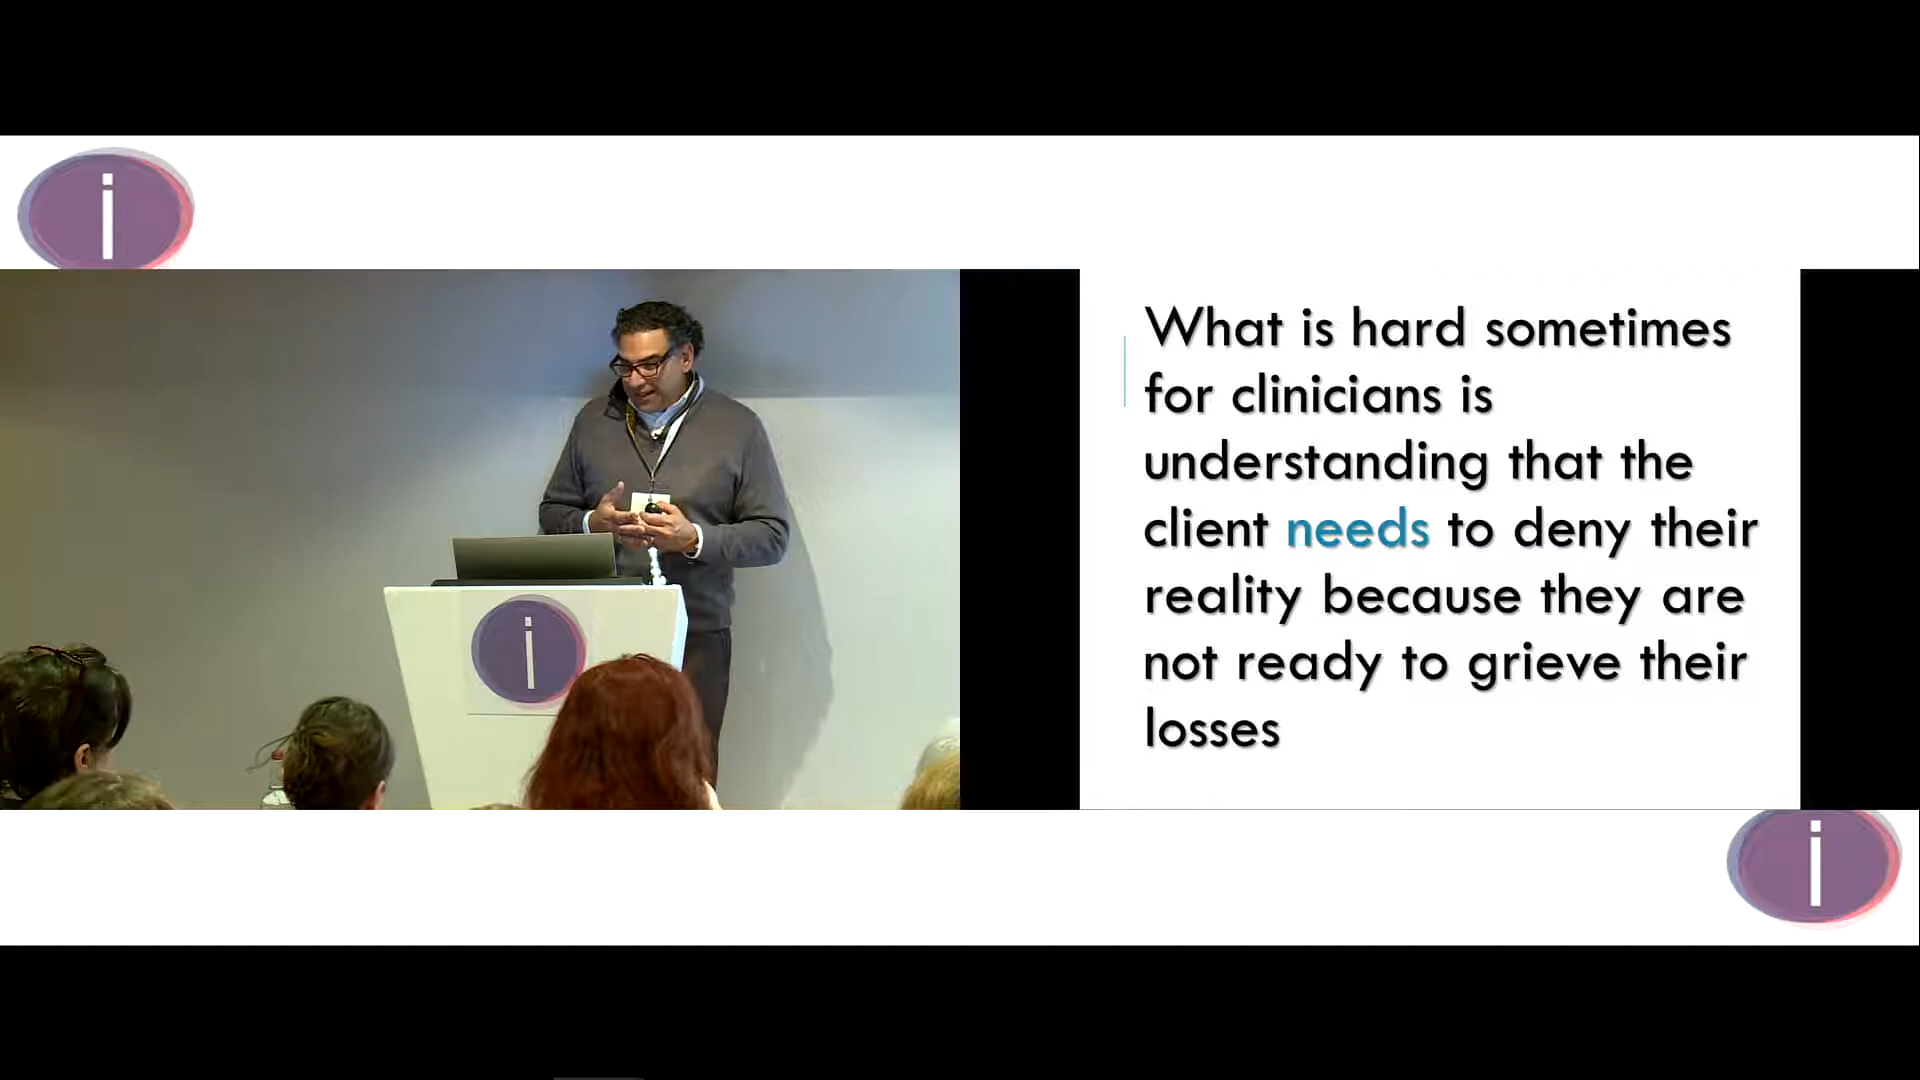 i
What is hard sometimes
for clinicians is
understanding that the
client needs to deny their
reality because they are
not ready to grieve their
losses
i
i